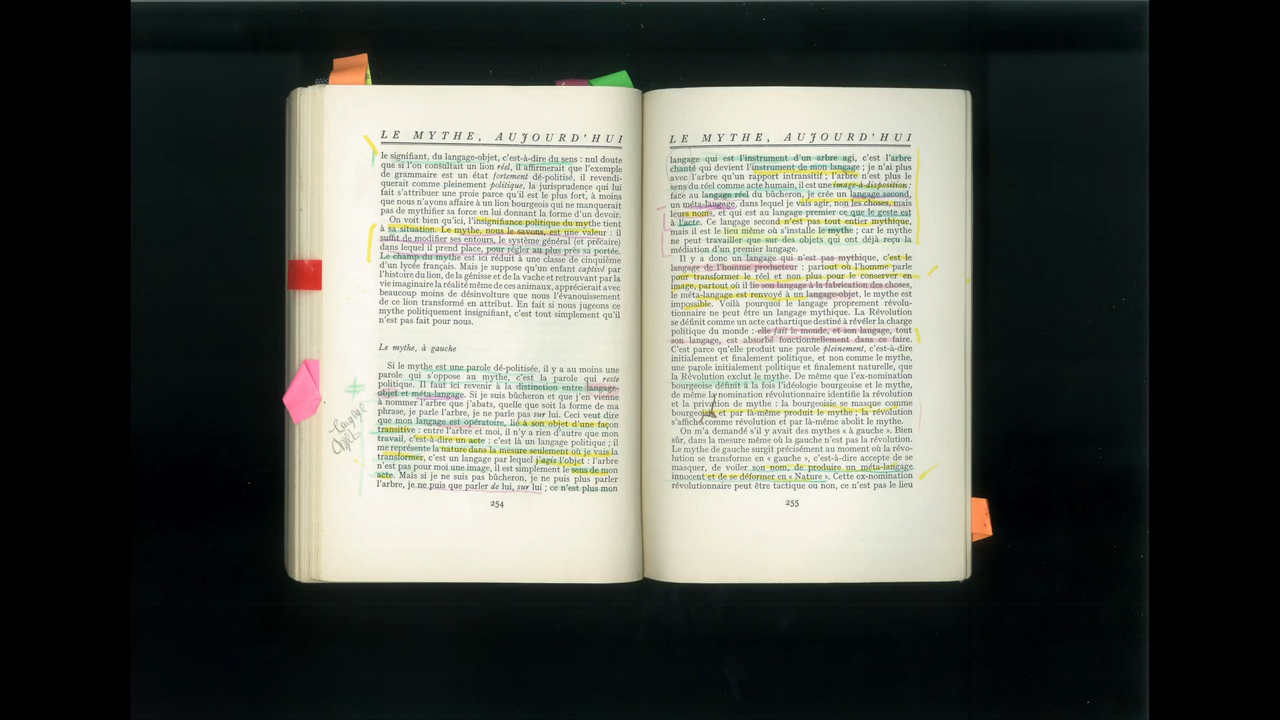 LE MYTHE, AUJOURD'HUI
le signifiant, du langage-objet, c'est-à-dire du sens : nul doute
que si l'on consultait un lion réel, il affirmerait que l'exemple
de grammaire est un état fortement dé-politisé, il revendi-
querait comme pleinement politique, la jurisprudence qui lui
fait s'attribuer une proie parce qu'il est le plus fort, à moins
que nous n'ayons affaire à un lion bourgeois qui ne manquerait
pas de mythifier sa force en lui donnant la forme d'un devoir.
On voit bien qu'ici, l'insignifiance politique du mythe tient
à sa situation. Le mythe, nous le savons, est une valeur : il
suffit de modifier ses entours, le système général (et précaire)
dans lequel il prend place, pour régler au plus près sa portée.
Le champ du mythe est ici réduit à une classe de cinquième
d'un lycée français. Mais je suppose qu'un enfant captivé par
l'histoire du lion, de la génisse et de la vache et retrouvant par la
vie imaginaire la réalité même de ces animaux, apprécierait avec
beaucoup moins de désinvolture que nous l'évanouissement
de ce lion transformé en attribut. En fait si nous jugeons ce
mythe politiquement insignifiant, c'est tout simplement qu'il
n'est pas fait pour nous.
Le mythe, à gauche
Si le mythe est une parole dé-politisée, il y a au moins une
parole qui s'oppose au mythe, c'est la parole qui reste
politique. Il faut ici revenir à la distinction entre langage-
objet et méta-langage. Si je suis bûcheron et que j'en vienne
à nommer l'arbre que j'abats, quelle que soit la forme de ma
phrase, je parle l'arbre, je ne parle pas sur lui. Ceci veut dire
que mon langage est opératoire, lié à son objet d'une façon
transitive : entre l'arbre et moi, il n'y a rien d'autre que mon
travail, c'est-à-dire un acte : c'est là un langage politique ; il
me représente la nature dans la mesure seulement où je vais la
transformer, c'est un langage par lequel j'agis l'objet : l'arbre
n'est pas pour moi une image, il est simplement le sens de mon
acte. Mais si je ne suis pas bûcheron, je ne puis plus parler
l'arbre, je ne puis que parler de lui, sur lui ; ce n'est plus mon
254
langage
objet
LE MYTHE, AUJOURD'HUI
langage qui est l'instrument d'un arbre agi, c'est l'arbre
chanté qui devient l'instrument de mon langage ; je n'ai plus
avec l'arbre qu'un rapport intransitif ; l'arbre n'est plus le
sens du réel comme acte humain, il est une image-à-disposition :
face au langage réel du bûcheron, je crée un langage second,
un méta-langage, dans lequel je vais agir, non les choses, mais
leurs noms, et qui est au langage premier ce que le geste est
à l'acte. Ce langage second n'est pas tout entier mythique,
mais il est le lieu même où s'installe le mythe ; car le mythe
ne peut travailler que sur des objets qui ont déjà reçu la
médiation d'un premier langage.
Il y a donc un langage qui n'est pas mythique, c'est le
langage de l'homme producteur : partout où l'homme parle
pour transformer le réel et non plus pour le conserver en
image, partout où il lie son langage à la fabrication des choses,
le méta-langage est renvoyé à un langage-objet, le mythe est
impossible. Voilà pourquoi le langage proprement révolu-
tionnaire ne peut être un langage mythique. La Révolution
se définit comme un acte cathartique destiné à révéler la charge
politique du monde : elle fait le monde, et son langage, tout
son langage, est absorbé fonctionnellement dans ce faire.
C'est parce qu'elle produit une parole pleinement, c'est-à-dire
initialement et finalement politique, et non comme le mythe,
une parole initialement politique et finalement naturelle, que
la Révolution exclut le mythe. De même que l'ex-nomination
bourgeoise définit à la fois l'idéologie bourgeoise et le mythe,
de même la nomination révolutionnaire identifie la révolution
et la privation de mythe : la bourgeoisie se masque comme
bourgeoisie et par là-même produit le mythe ; la révolution
s'affiche comme révolution et par là-même abolit le mythe.
On m'a demandé s'il y avait des mythes « à gauche ». Bien
sûr, dans la mesure même où la gauche n'est pas la révolution.
Le mythe de gauche surgit précisément au moment où la révo-
lution se transforme en « gauche », c'est-à-dire accepte de se
masquer, de voiler son nom, de produire un méta-langage
innocent et de se déformer en « Nature ». Cette ex-nomination
révolutionnaire peut être tactique ou non, ce n'est pas le lieu
255